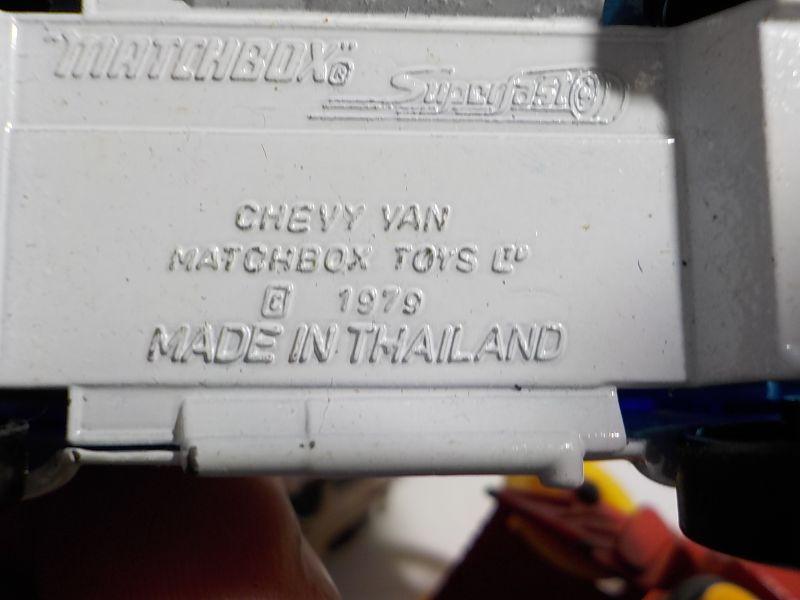 "MATCHBOX"®
Superfast ®
CHEVY VAN
MATCHBOX TOYS LTD
© 1979
MADE IN THAILAND